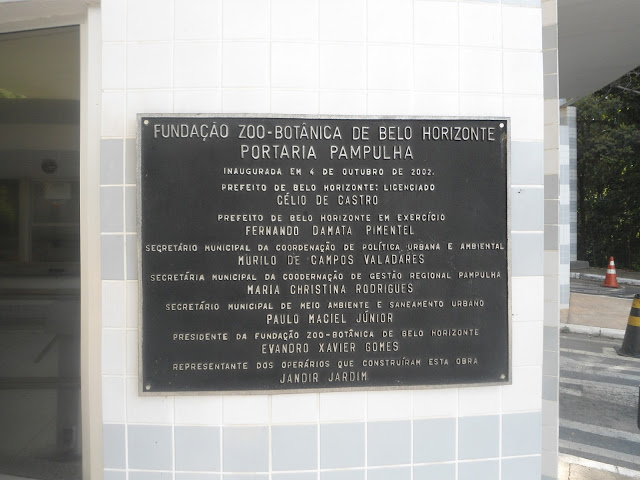 FUNDAÇÃO ZOO-BOTÂNICA DE BELO HORIZONTE
PORTARIA PAMPULHA
INAUGURADA EM 4 DE OUTUBRO DE 2002.
PREFEITO DE BELO HORIZONTE: LICENCIADO
CÉLIO DE CASTRO
PREFEITO DE BELO HORIZONTE EM EXERCÍCIO
FERNANDO DAMATA PIMENTEL
SECRETÁRIO MUNICIPAL DA COORDENAÇÃO DE POLÍTICA URBANA E AMBIENTAL
MURILO DE CAMPOS VALADARES
SECRETÁRIA MUNICIPAL DA COODERNAÇÃO DE GESTÃO REGIONAL PAMPULHA
MARIA CHRISTINA RODRIGUES
SECRETÁRIO MUNICIPAL DE MEIO AMBIENTE E SANEAMENTO URBANO
PAULO MACIEL JÚNIOR
PRESIDENTE DA FUNDAÇÃO ZOO-BOTÂNICA DE BELO HORIZONTE
EVANDRO XAVIER GOMES
REPRESENTANTE DOS OPERÁRIOS QUE CONSTRUÍRAM ESTA OBRA
JANDIR JARDIM